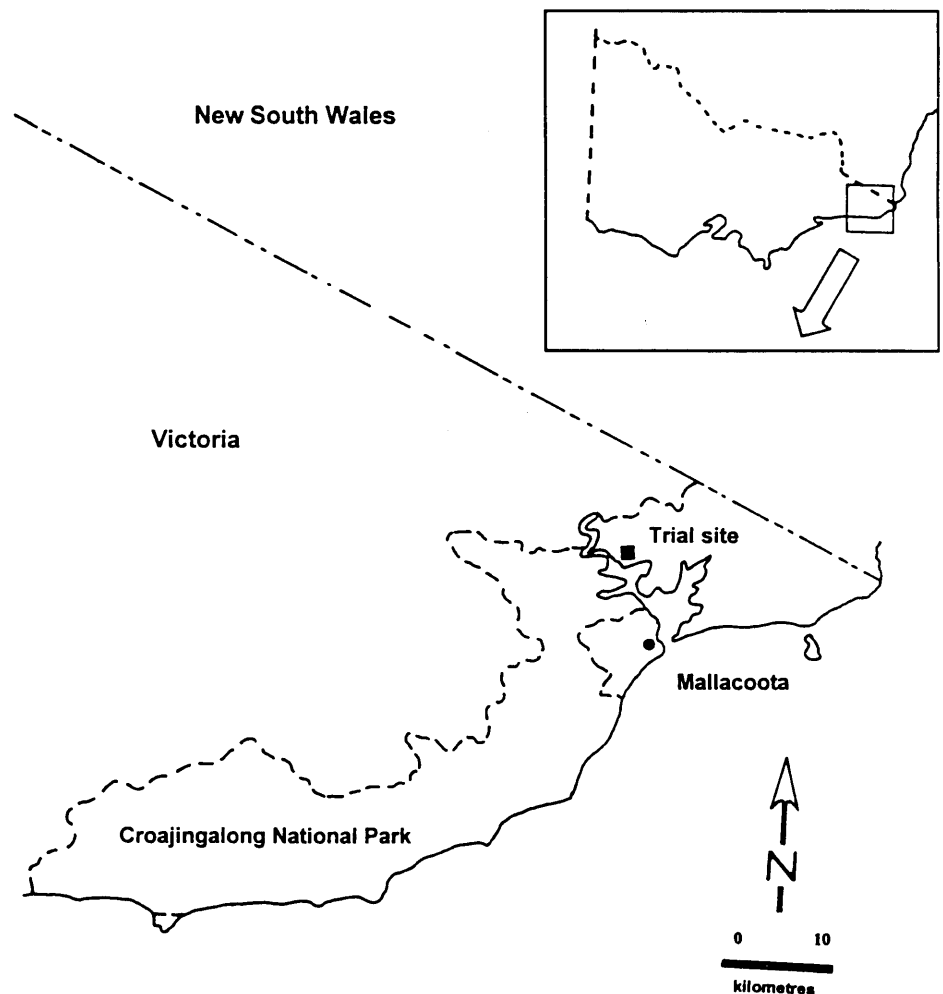 New South Wales
Victoria
Trial site
Mallacoota
Croajingalong National Park
N
0 10
kilometres